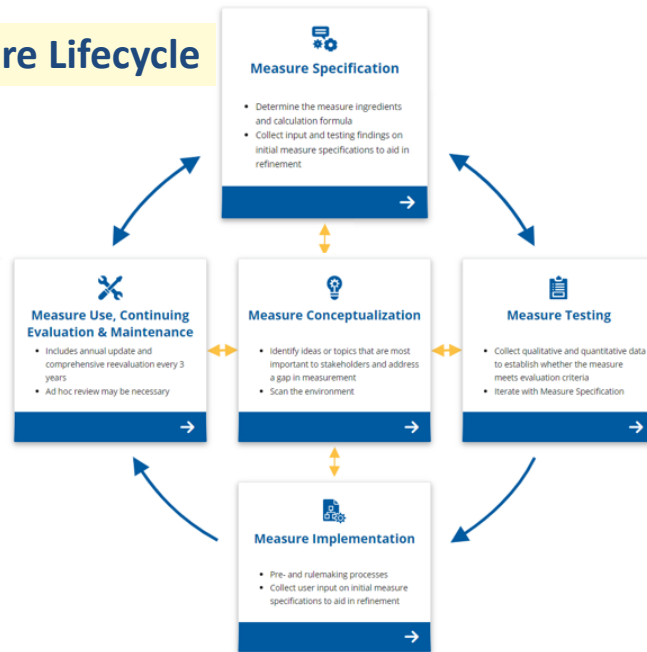 re Lifecycle
Measure Specification
• Determine the measure ingredients
and calculation formula
• Collect input and testing findings on
initial measure specifications to aid in
refinement
Measure Use, Continuing
Evaluation & Maintenance
• Includes annual update and
comprehensive reevaluation every 3
years
• Ad hoc review may be necessary
Measure Conceptualization
• Identify ideas or topics that are most
important to stakeholders and address
a gap in measurement
• Scan the environment
Measure Testing
• Collect qualitative and quantitative data
to establish whether the measure
meets evaluation criteria
• Iterate with Measure Specification
Measure Implementation
• Pre- and rulemaking processes
• Collect user input on initial measure
specifications to aid in refinement